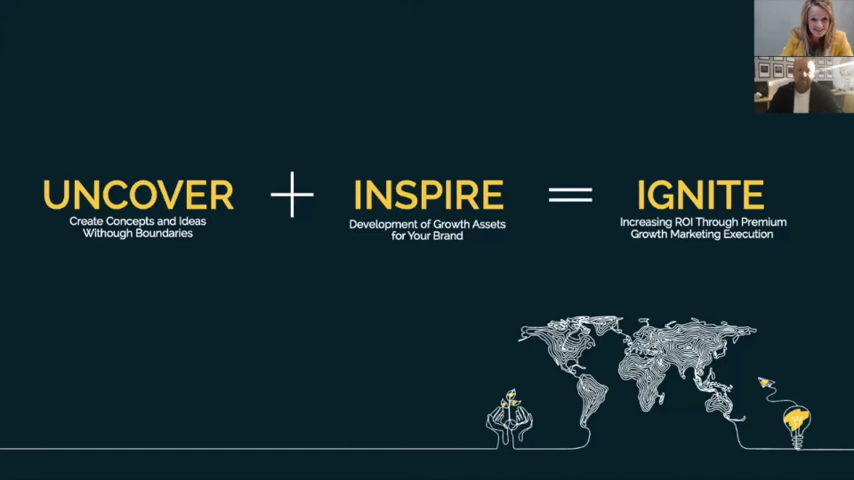 UNCOVER + INSPIRE = IGNITE
Create Concepts and Ideas
Withough Boundaries
Development of Growth Assets
for Your Brand
Increasing ROI Through Premium
Growth Marketing Execution